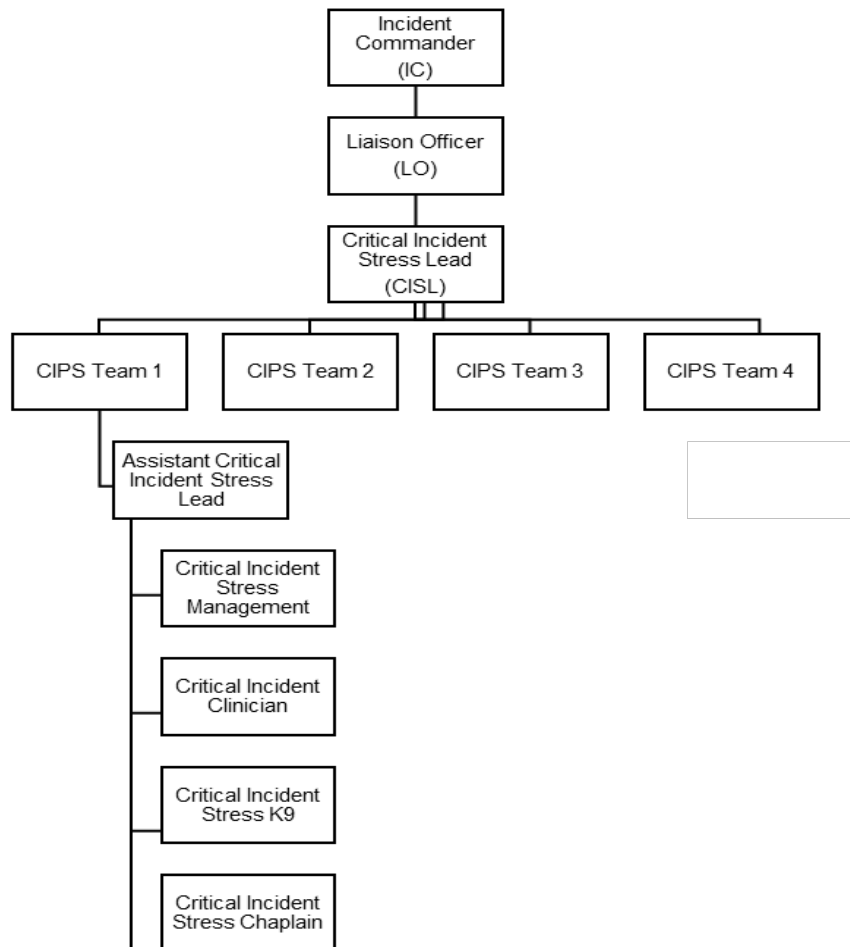 Incident
Commander
(IC)
Liaison Officer
(LO)
Critical Incident
Stress Lead
(CISL)
CIPS Team 1
CIPS Team 2
CIPS Team 3
CIPS Team 4
Assistant Critical
Incident Stress
Lead
Critical Incident
Stress
Management
Critical Incident
Clinician
Critical Incident
Stress K9
Critical Incident
Stress Chaplain